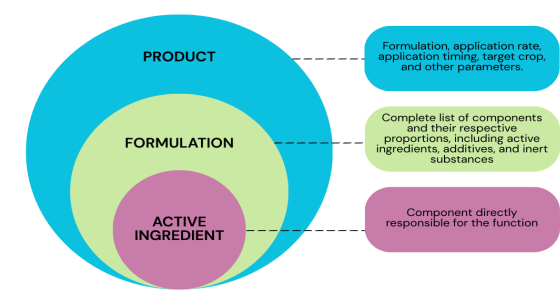 PRODUCT
Formulation, application rate,
application timing, target crop,
and other parameters.
FORMULATION
Complete list of components
and their respective
proportions, including active
ingredients, additives, and inert
substances
ACTIVE
INGREDIENT
Component directly
responsible for the function